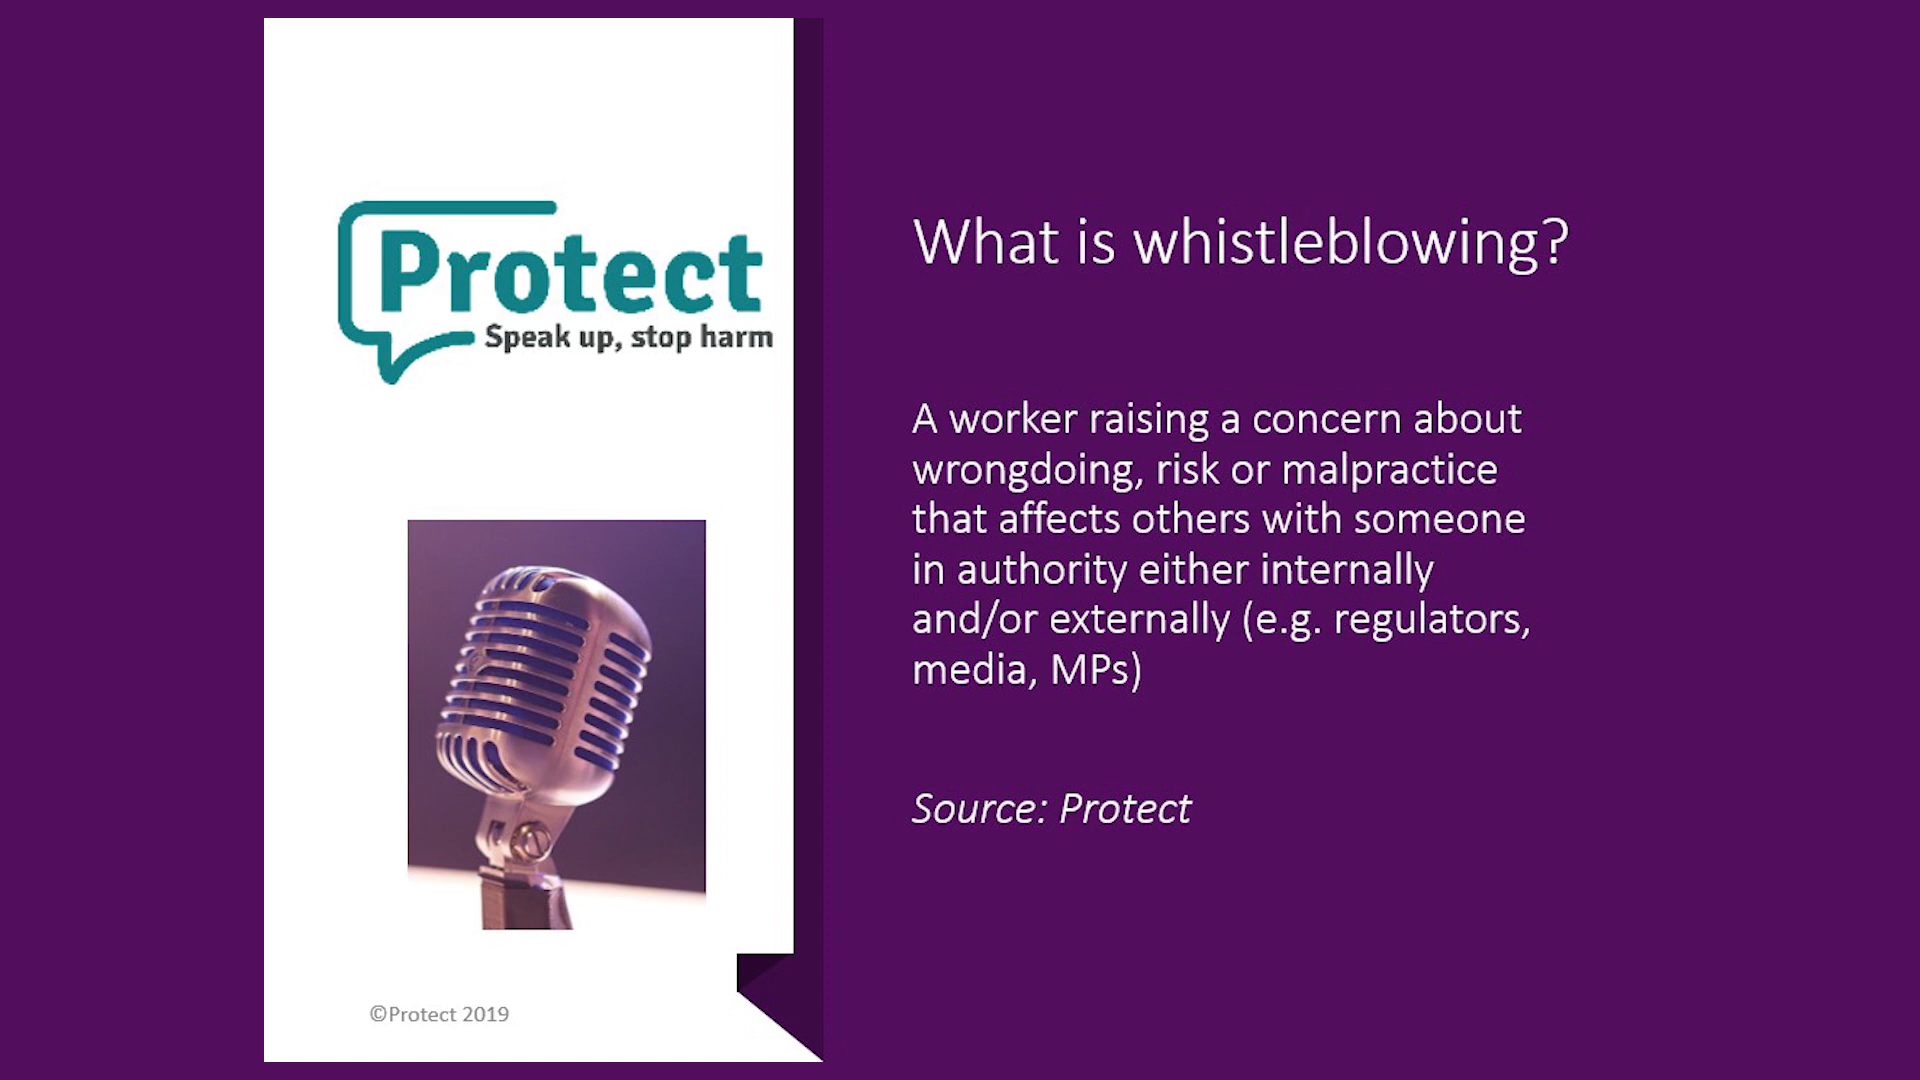 Protect
Speak up, stop harm
©Protect 2019
What is whistleblowing?
A worker raising a concern about
wrongdoing, risk or malpractice
that affects others with someone
in authority either internally
and/or externally (e.g. regulators,
media, MPs)
Source: Protect